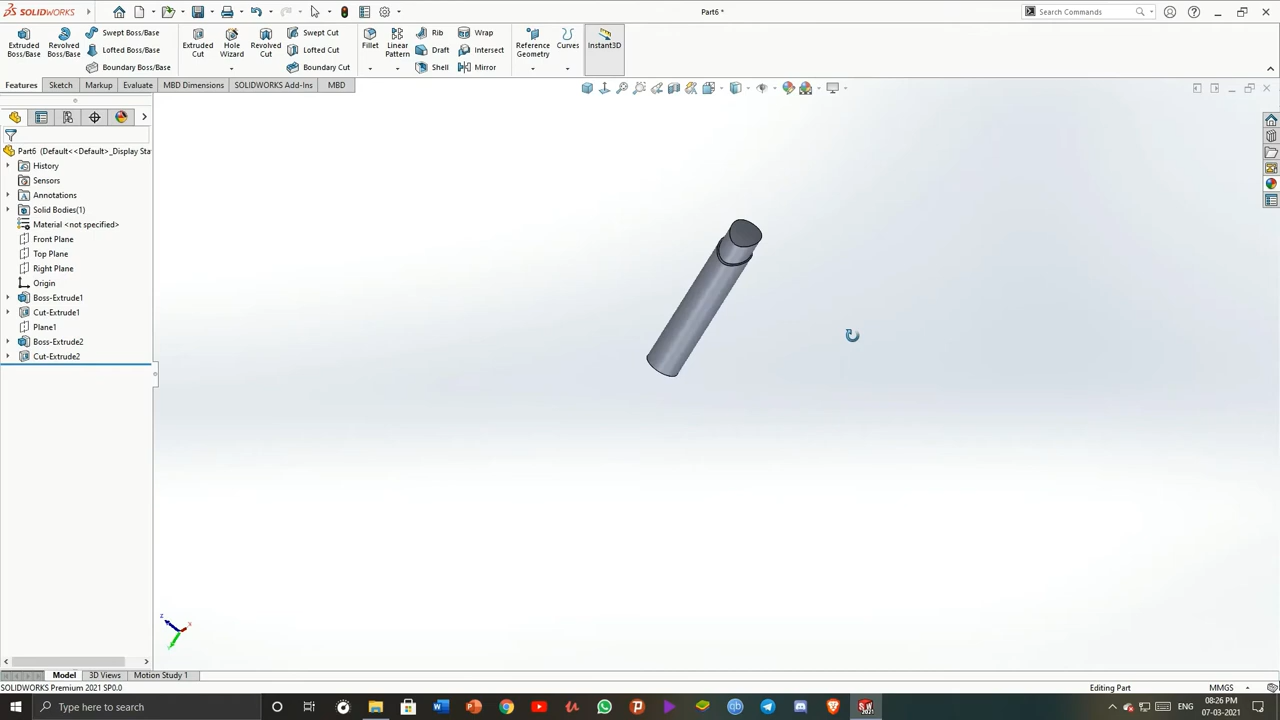 SOLIDWORKS
Part6 *
Search Commands
Extruded Boss/Base
Revolved Boss/Base
Swept Boss/Base
Lofted Boss/Base
Boundary Boss/Base
Extruded Cut
Hole Wizard
Revolved Cut
Swept Cut
Lofted Cut
Boundary Cut
Fillet
Linear Pattern
Rib
Draft
Shell
Wrap
Intersect
Mirror
Reference Geometry
Curves
Instant3D
Features
Sketch
Markup
Evaluate
MBD Dimensions
SOLIDWORKS Add-Ins
MBD
Part6 (Default<<Default>_Display Sta
History
Sensors
Annotations
Solid Bodies(1)
Material <not specified>
Front Plane
Top Plane
Right Plane
Origin
Boss-Extrude1
Cut-Extrude1
Plane1
Boss-Extrude2
Cut-Extrude2
Model
3D Views
Motion Study 1
SOLIDWORKS Premium 2021 SP0.0
Editing Part
MMGS
Type here to search
ENG
08:26 PM
07-03-2021